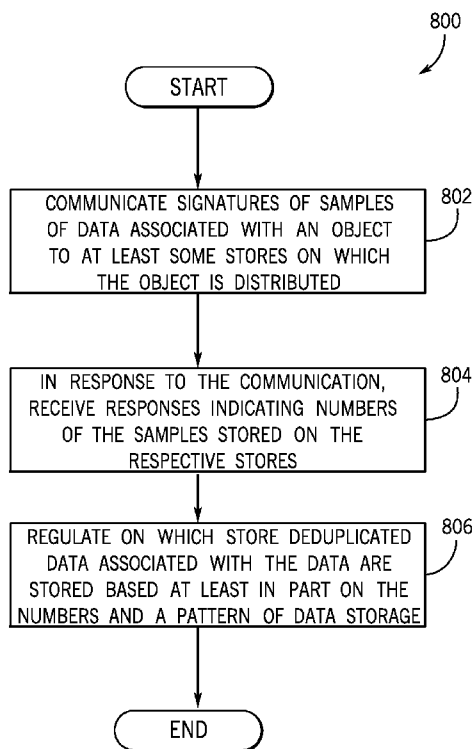 800
START
COMMUNICATE SIGNATURES OF SAMPLES
OF DATA ASSOCIATED WITH AN OBJECT
TO AT LEAST SOME STORES ON WHICH
THE OBJECT IS DISTRIBUTED
802
IN RESPONSE TO THE COMMUNICATION,
RECEIVE RESPONSES INDICATING NUMBERS
OF THE SAMPLES STORED ON THE
RESPECTIVE STORES
804
REGULATE ON WHICH STORE DEDUPLICATED
DATA ASSOCIATED WITH THE DATA ARE
STORED BASED AT LEAST IN PART ON THE
NUMBERS AND A PATTERN OF DATA STORAGE
806
END